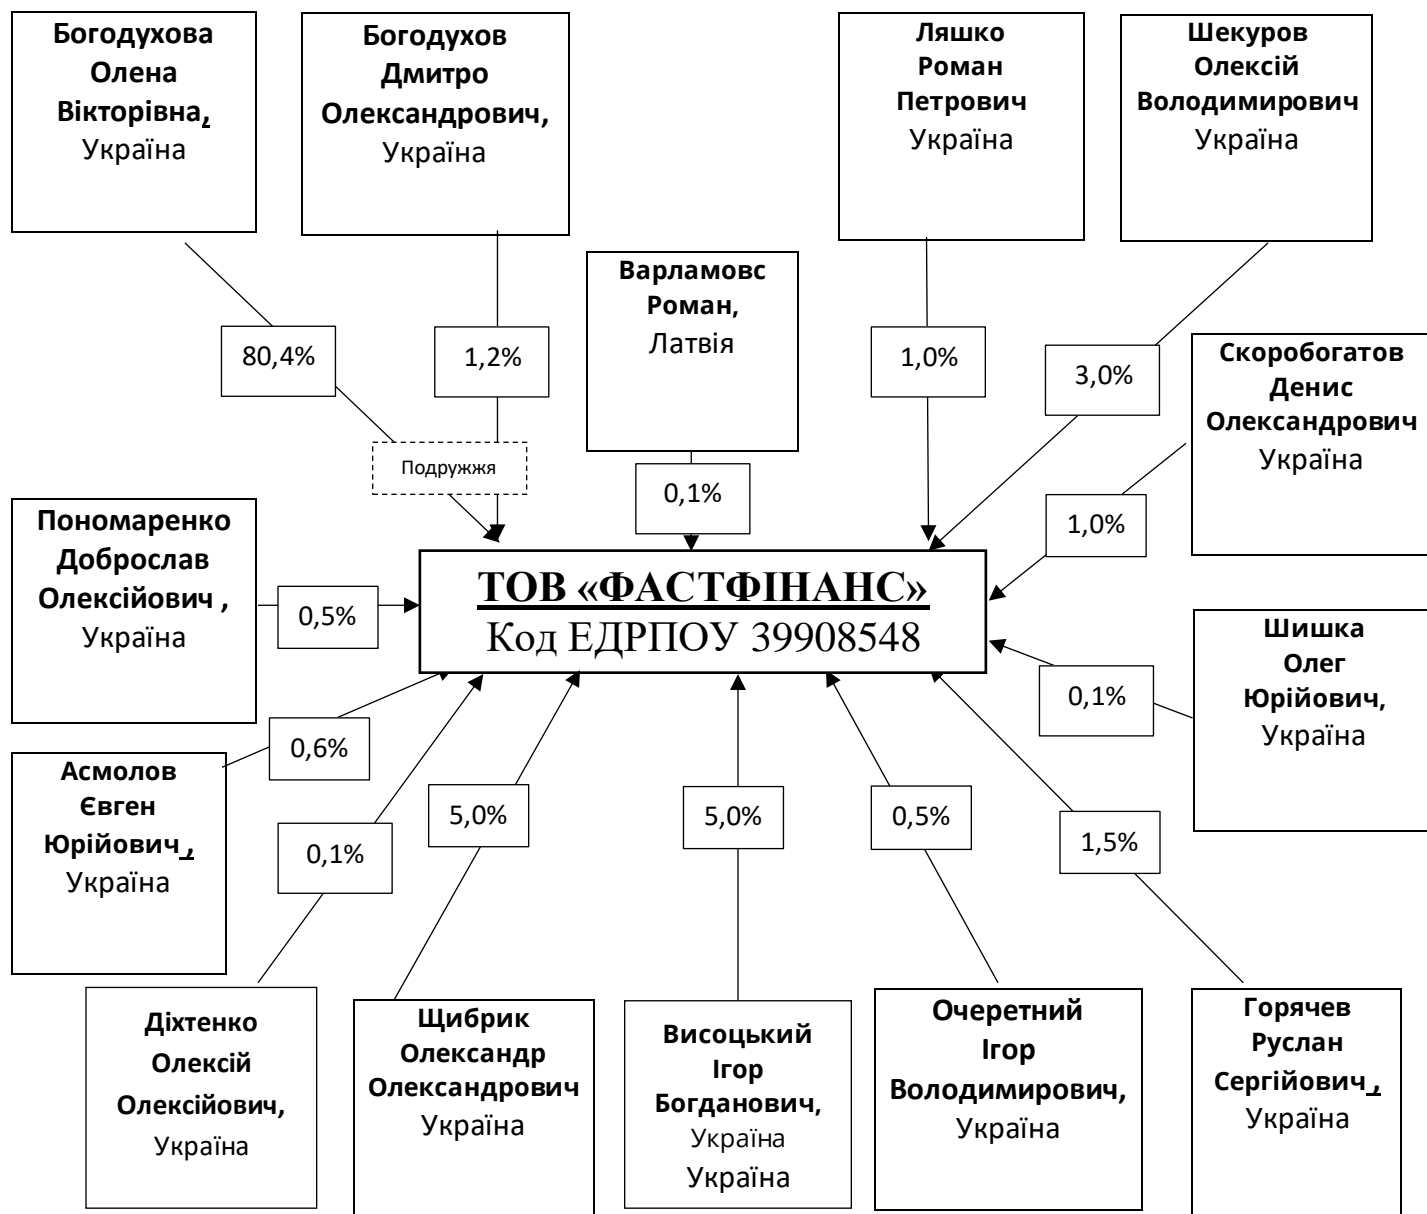 Богодухова
Олена
Вікторівна,
Україна
Богодухов
Дмитро
Олександрович,
Україна
Ляшко
Роман
Петрович
Україна
Шекуров
Олексій
Володимирович
Україна
Варламовс
Роман,
Латвія
80,4%
1,2%
1,0%
3,0%
Скоробогатов
Денис
Олександрович
Україна
Подружжя
0,1%
1,0%
Пономаренко
Доброслав
Олексійович ,
Україна
0,5%
ТОВ «ФАСТФІНАНС»
Код ЕДРПОУ 39908548
Шишка
Олег
Юрійович,
Україна
0,1%
0,6%
Асмолов
Євген
Юрійович ,
Україна
0,1%
5,0%
5,0%
0,5%
1,5%
Діхтенко
Олексій
Олексійович,
Україна
Щибрик
Олександр
Олександрович
Україна
Висоцький
Ігор
Богданович,
Україна
Україна
Очеретний
Ігор
Володимирович,
Україна
Горячев
Руслан
Сергійович ,
Україна